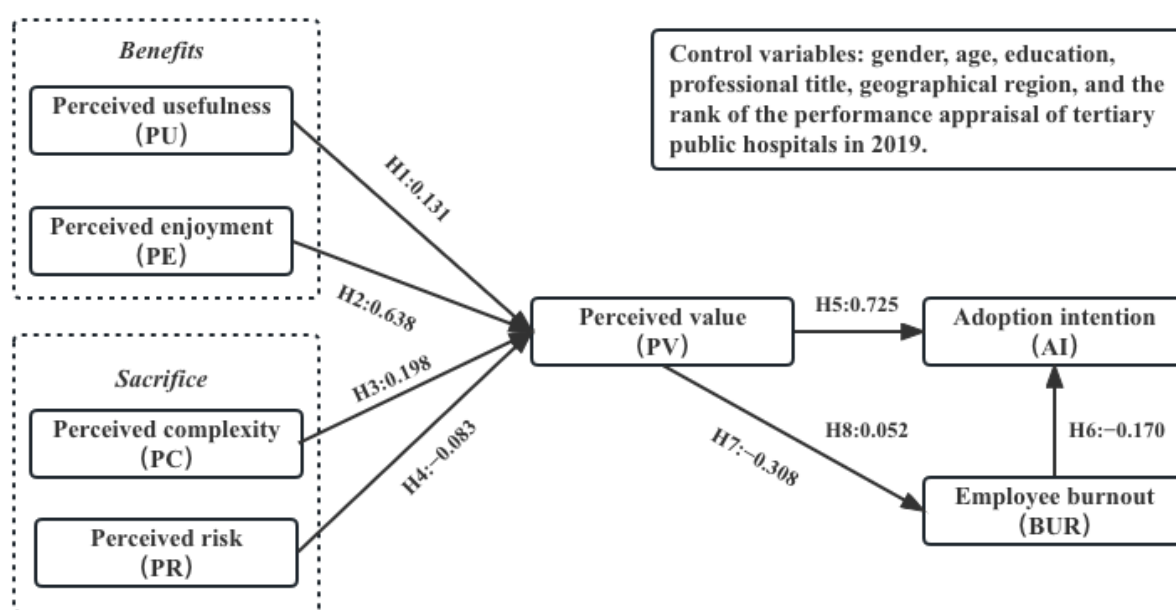 Benefits
Perceived usefulness
(PU)
Perceived enjoyment
(PE)
Sacrifice
Perceived complexity
(PC)
Perceived risk
(PR)
H1:0.131
H2:0.638
H3:0.198
H4:−0.083
Perceived value
(PV)
H5:0.725
H7:−0.308
H8:0.052
Control variables: gender, age, education,
professional title, geographical region, and the
rank of the performance appraisal of tertiary
public hospitals in 2019.
Adoption intention
(AI)
H6:−0.170
Employee burnout
(BUR)